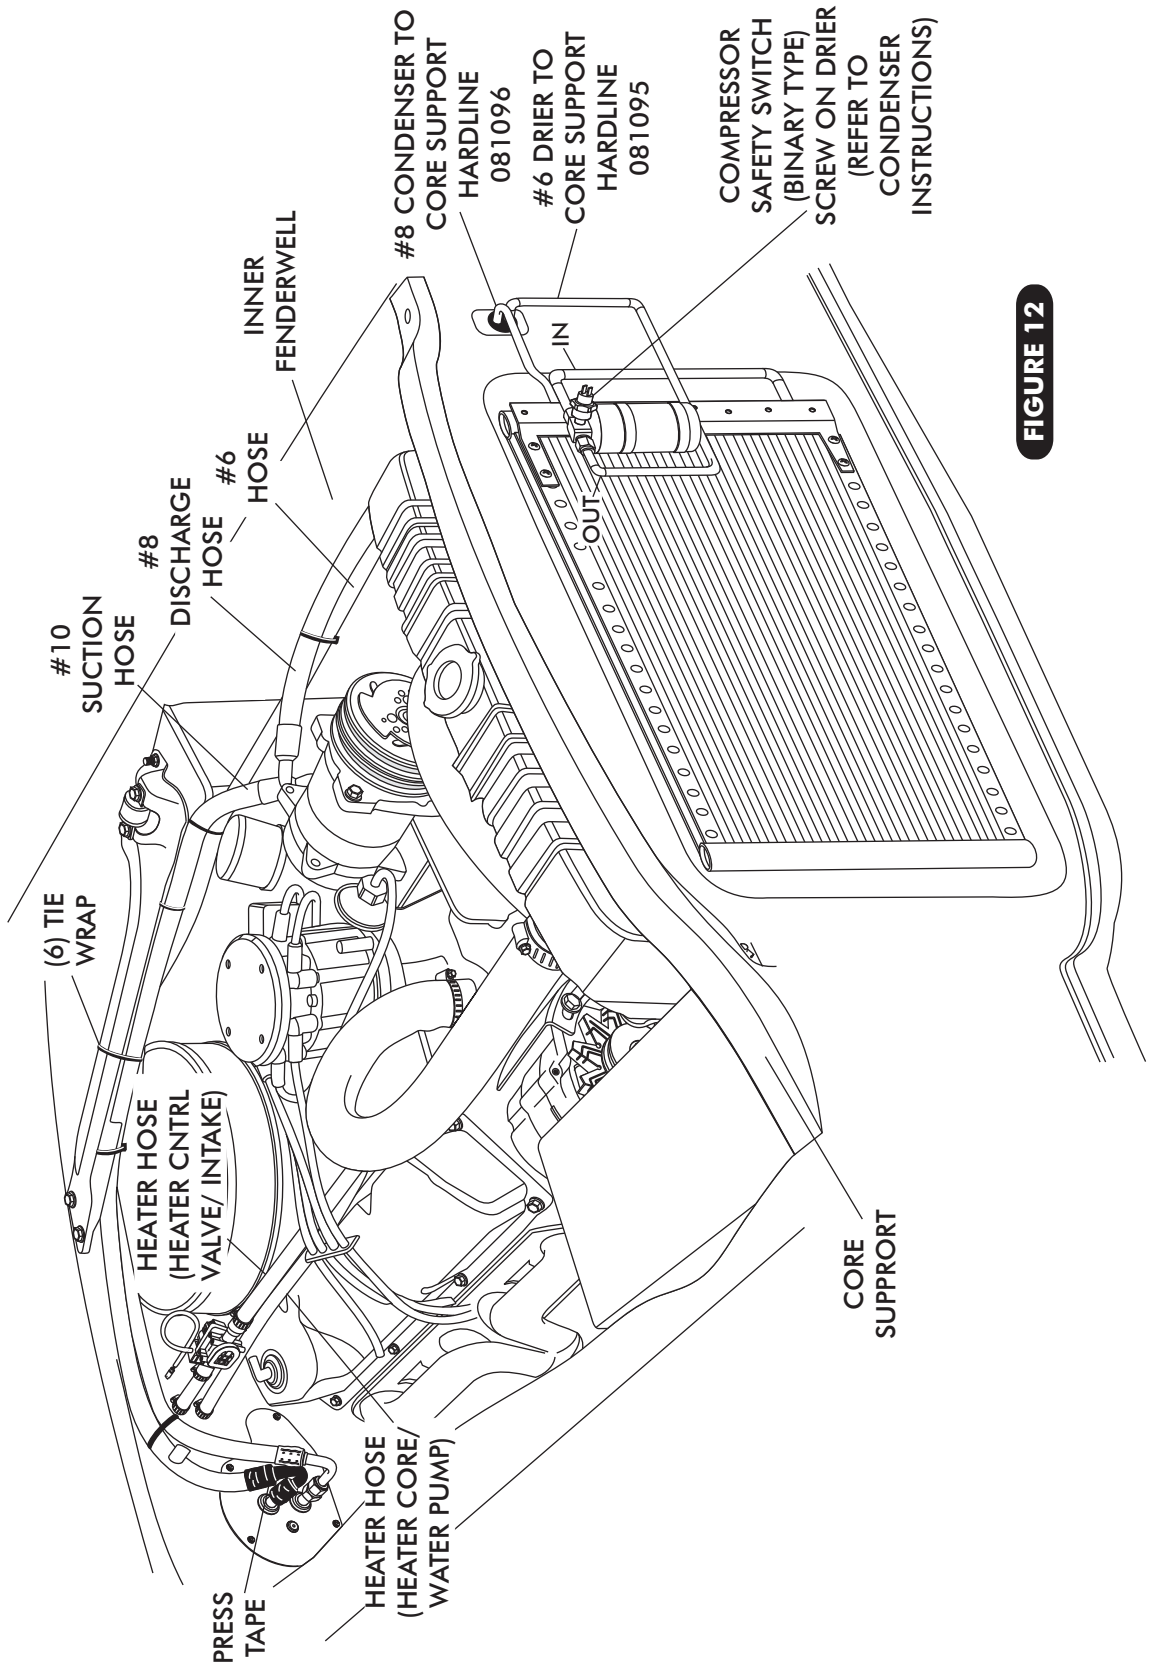 PRESS
TAPE
(6) TIE
WRAP
#10
SUCTION
HOSE
#8
DISCHARGE
HOSE
#6
HOSE
INNER
FENDERWELL
#8 CONDENSER TO
CORE SUPPORT
HARDLINE
081096
#6 DRIER TO
CORE SUPPORT
HARDLINE
081095
COMPRESSOR
SAFETY SWITCH
(BINARY TYPE)
SCREW ON DRIER
(REFER TO
CONDENSER
INSTRUCTIONS)
HEATER HOSE
(HEATER CNTRL
VALVE/ INTAKE)
IN
OUT
HEATER HOSE
(HEATER CORE/
WATER PUMP)
CORE
SUPPRORT
FIGURE 12